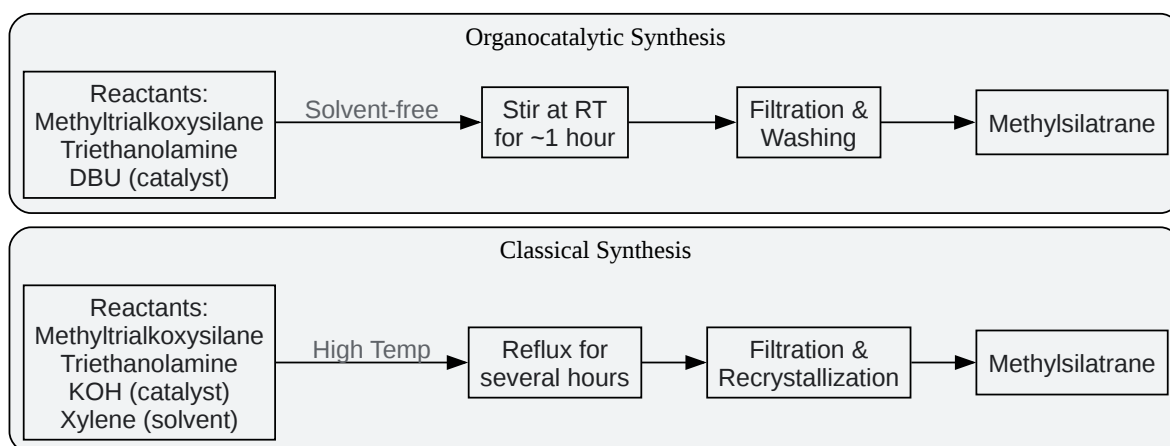 Organocatalytic Synthesis
Reactants:
Methyltrialkoxysilane
Triethanolamine
DBU (catalyst)
Solvent-free
Stir at RT
for ~1 hour
Filtration &
Washing
Methylsilatrane
Classical Synthesis
Reactants:
Methyltrialkoxysilane
Triethanolamine
KOH (catalyst)
Xylene (solvent)
High Temp
Reflux for
several hours
Filtration &
Recrystallization
Methylsilatrane